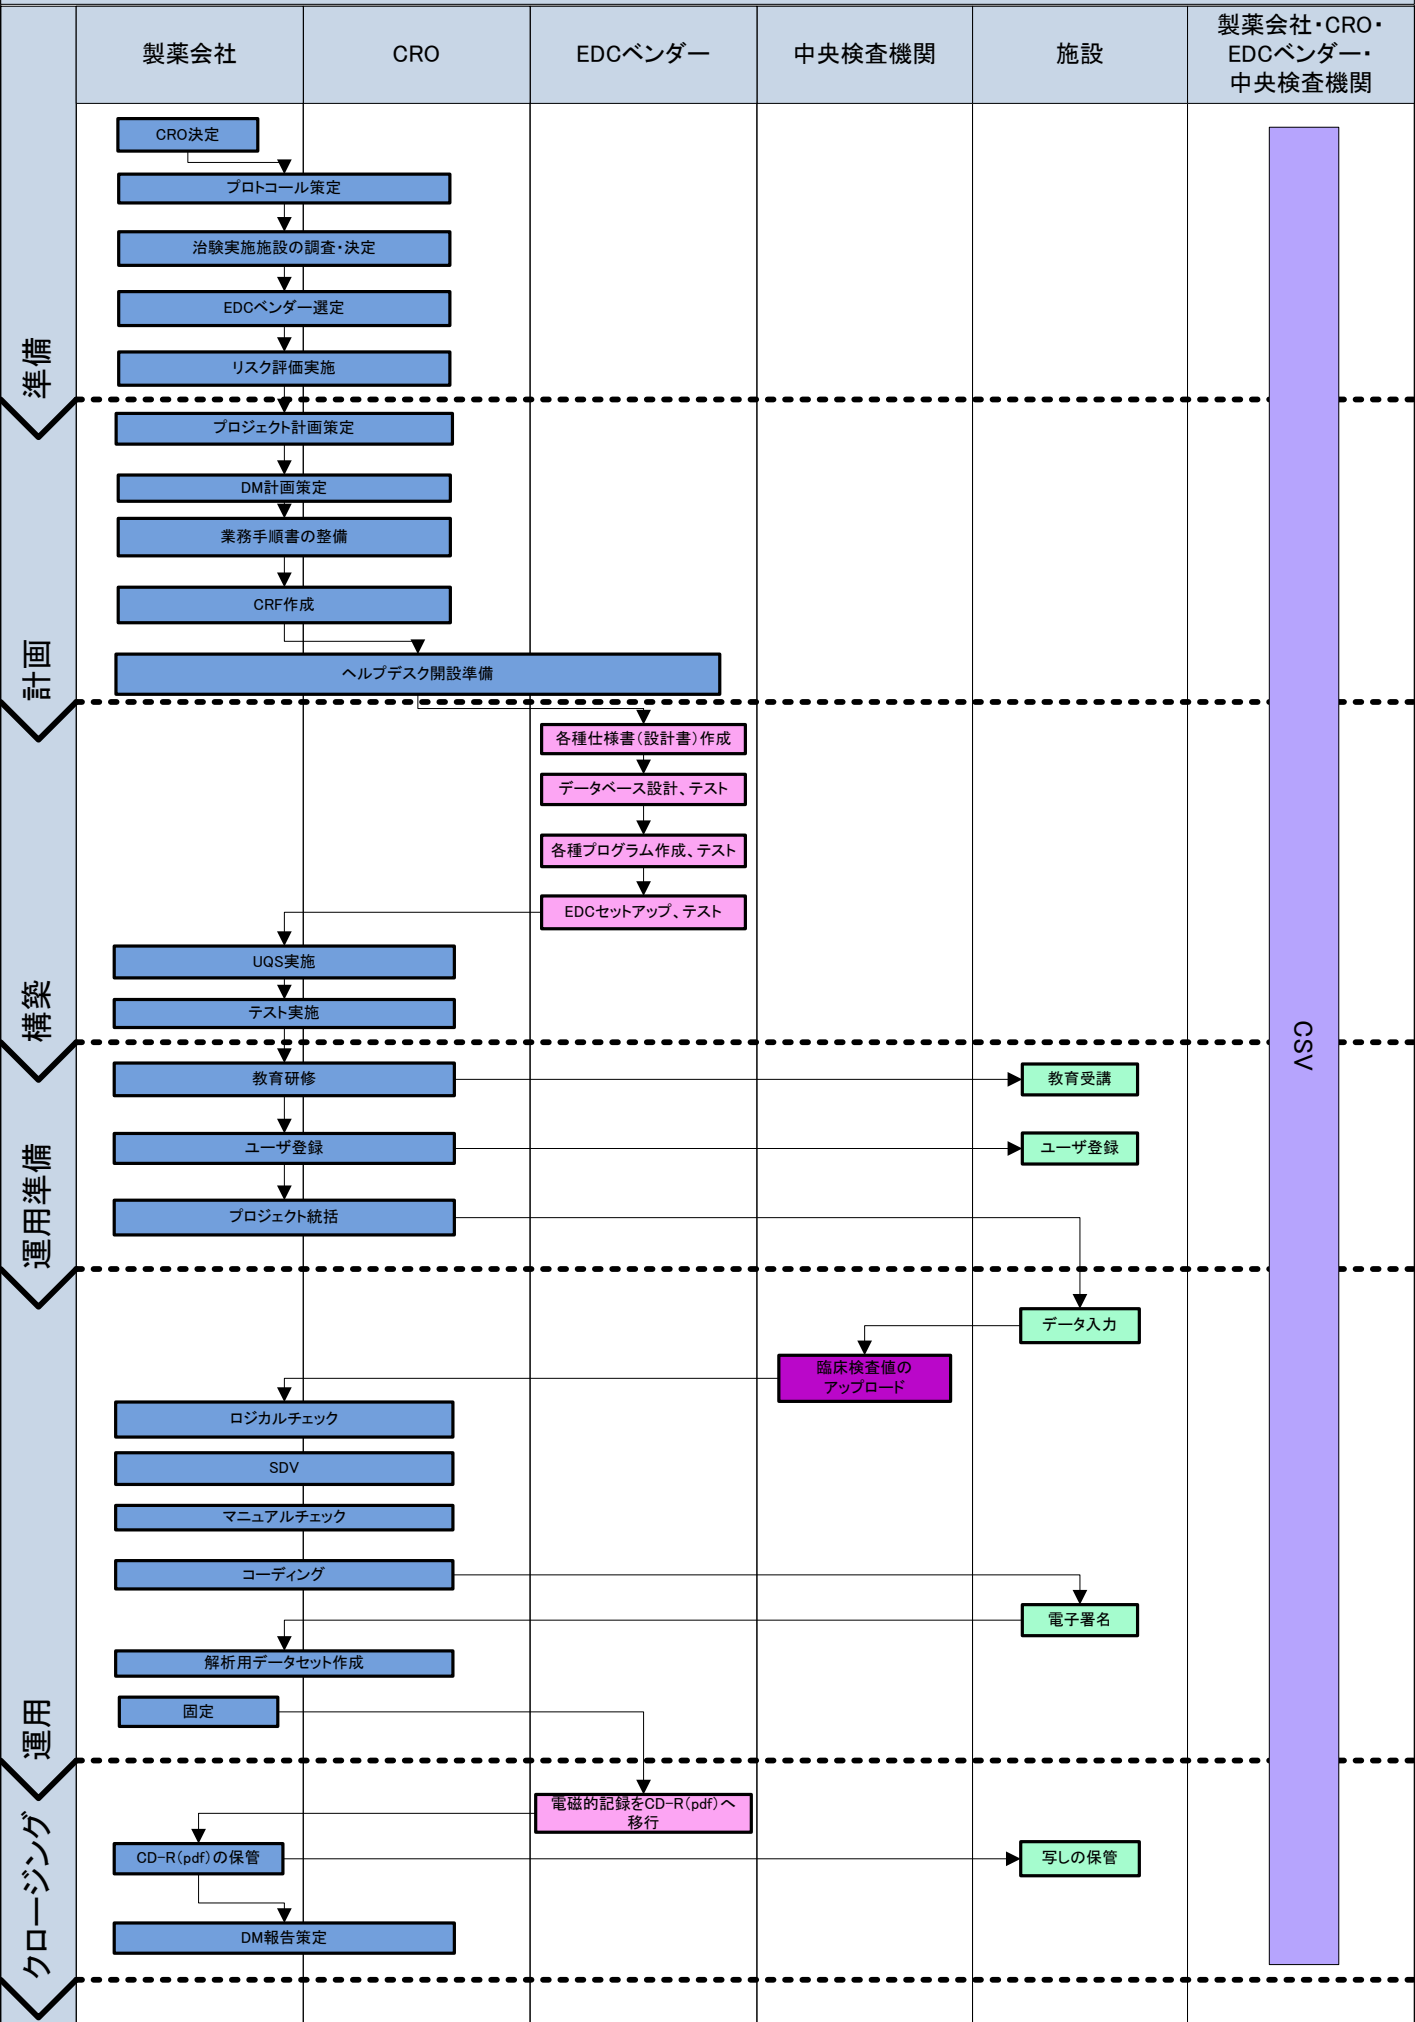 製薬会社
CRO
EDCベンダー
中央検査機関
施設
製薬会社・CRO・
EDCベンダー・
中央検査機関
準備
CRO決定
プロトコール策定
治験実施施設の調査・決定
EDCベンダー選定
リスク評価実施
計画
プロジェクト計画策定
DM計画策定
業務手順書の整備
CRF作成
ヘルプデスク開設準備
構築
各種仕様書（設計書）作成
データベース設計、テスト
各種プログラム作成、テスト
EDCセットアップ、テスト
UQS実施
テスト実施
CSV
運用準備
教育研修
教育受講
ユーザ登録
ユーザ登録
プロジェクト統括
運用
データ入力
臨床検査値の
アップロード
ロジカルチェック
SDV
マニュアルチェック
コーディング
電子署名
解析用データセット作成
固定
クロージング
電磁的記録をCD-R（pdf）へ
移行
CD-R（pdf）の保管
写しの保管
DM報告策定